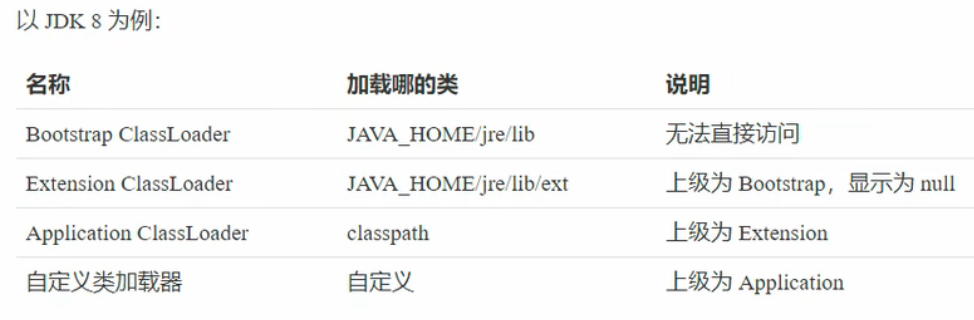 以 JDK 8 为例：
名称 加载哪的类 说明
Bootstrap ClassLoader JAVA_HOME/jre/lib 无法直接访问
Extension ClassLoader JAVA_HOME/jre/lib/ext 上级为 Bootstrap，显示为 null
Application ClassLoader classpath 上级为 Extension
自定义类加载器 自定义 上级为 Application